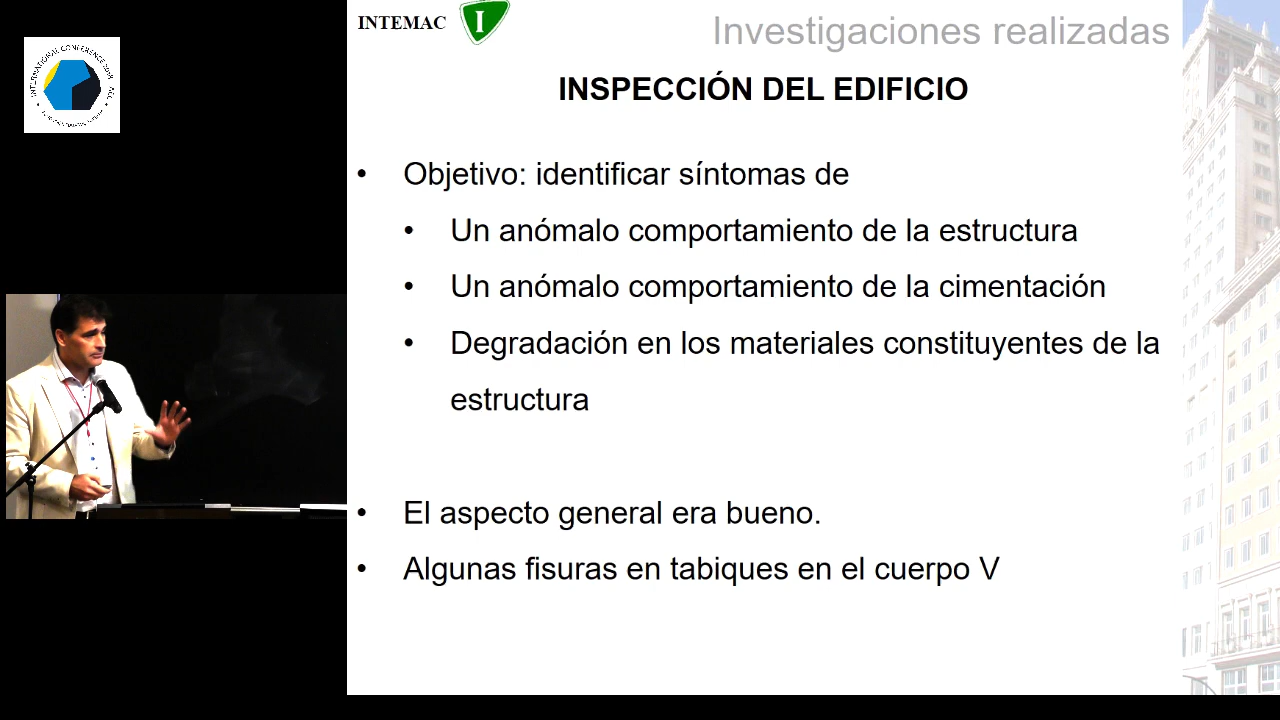 INTEMAC
I
Investigaciones realizadas
INTERNATIONAL CONFERENCE
INSPECCIÓN DEL EDIFICIO
• Objetivo: identificar síntomas de
• Un anómalo comportamiento de la estructura
• Un anómalo comportamiento de la cimentación
• Degradación en los materiales constituyentes de la
estructura
• El aspecto general era bueno.
• Algunas fisuras en tabiques en el cuerpo V